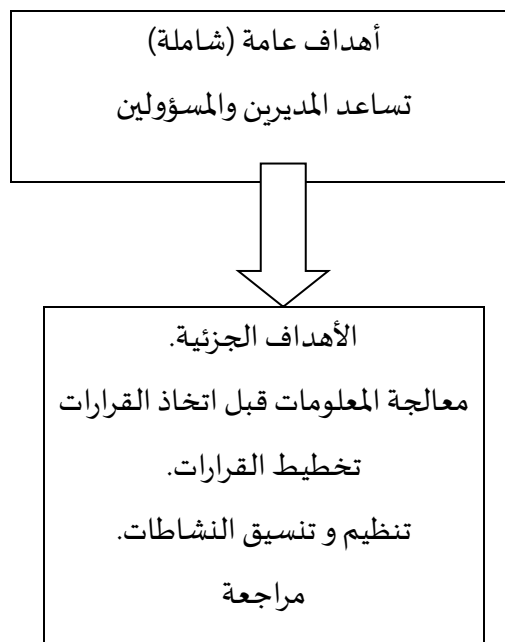 أهداف عامة (شاملة)
تساعد المديرين والمسؤولين
الأهداف الجزئية.
معالجة المعلومات قبل اتخاذ القرارات
تخطيط القرارات.
تنظيم و تنسيق النشاطات.
مراجعة